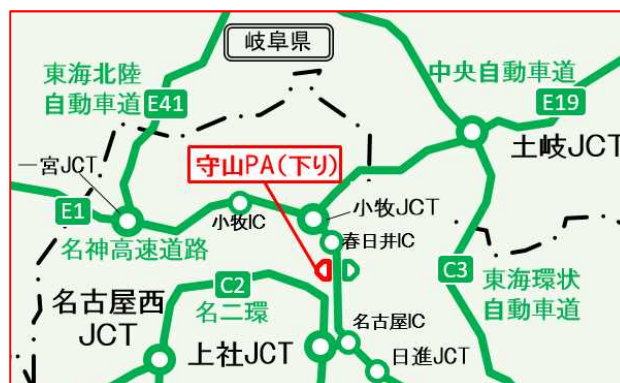 岐阜県
東海北陸
自動車道
E41
中央自動車道
E19
土岐JCT
一宮JCT
守山PA(下り)
E1
小牧IC
小牧JCT
名神高速道路
春日井IC
C2
名二環
C3
東海環状
自動車道
名古屋西
JCT
上社JCT
名古屋IC
日進JCT